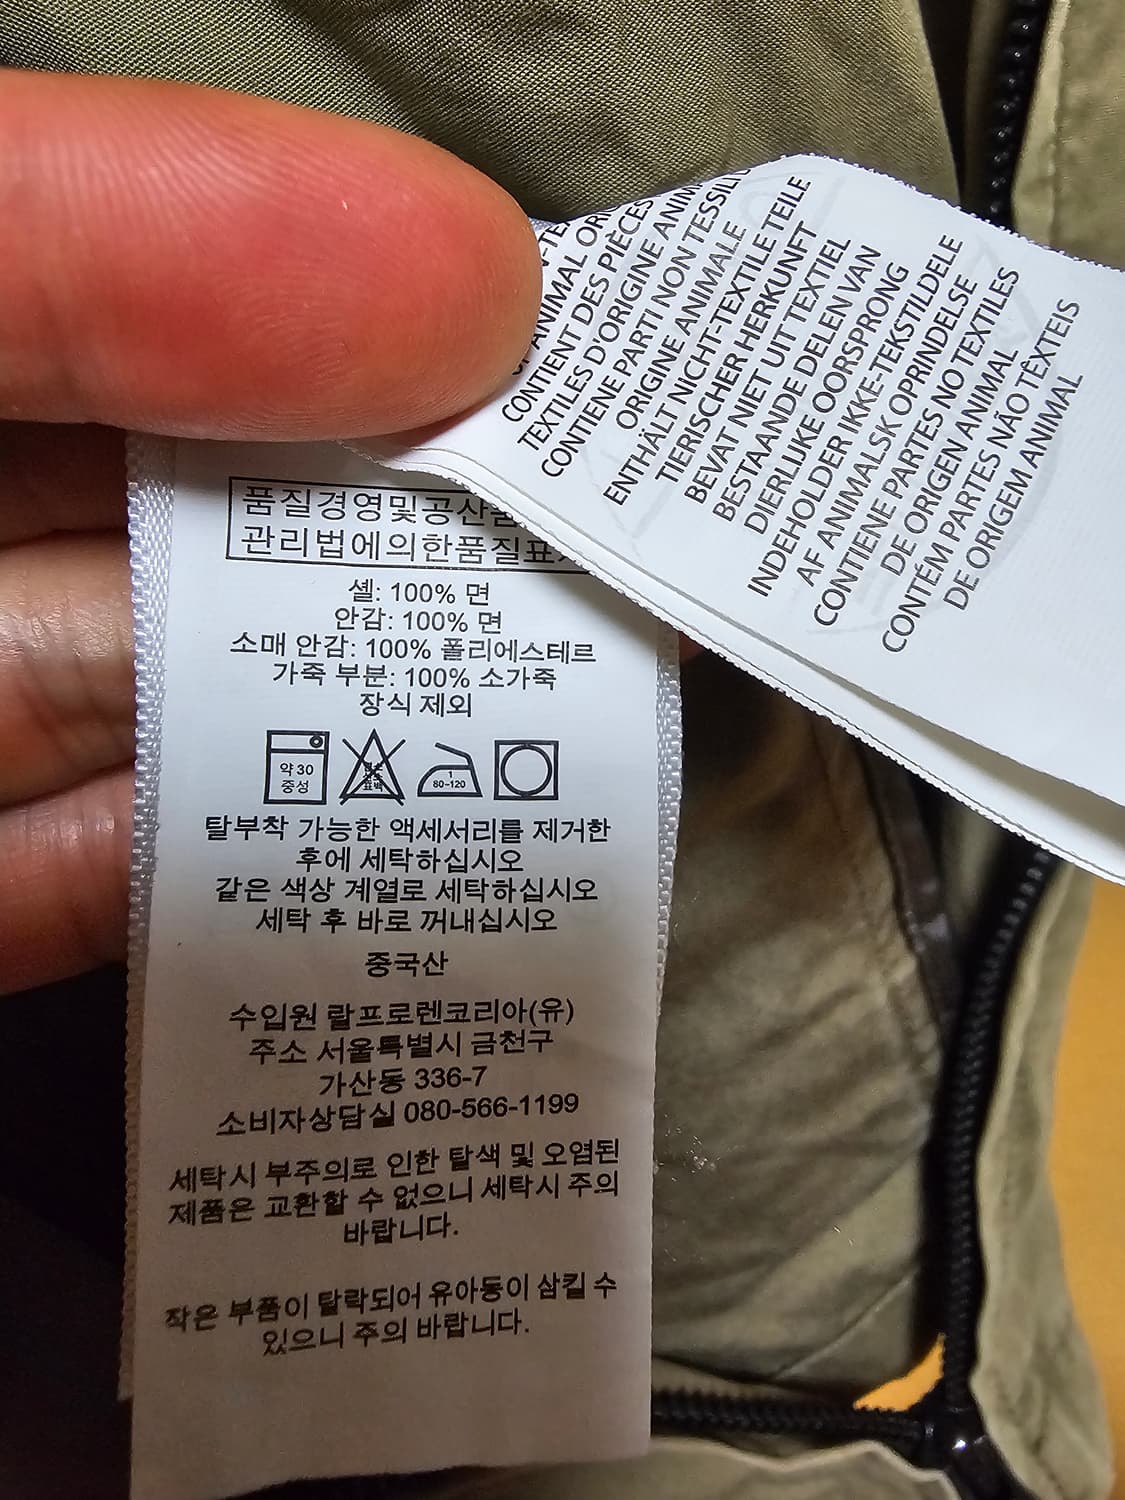 OF ANIMAL ORI
CONTIENT DES PIÈCES
TEXTILES D'ORIGINE ANIM
CONTIENE PARTI NON TESSILI
ORIGINE ANIMALE
ENTHÄLT NICHT-TEXTILE TEILE
TIERISCHER HERKUNFT
BEVAT NIET UIT TEXTIEL
BESTAANDE DELEN VAN
DIERLIJKE OORSPRONG
INDEHOLDER IKKE-TEKSTILDELE
AF ANIMALSK OPRINDELSE
CONTIENE PARTES NO TEXTILES
DE ORIGEN ANIMAL
CONTÉM PARTES NÃO TÊXTEIS
DE ORIGEM ANIMAL
품질경영및공산품
관리법에의한품질표시
셸: 100% 면
안감: 100% 면
소매 안감: 100% 폴리에스테르
가죽 부분: 100% 소가죽
장식 제외
약 30
중성
1
80-120
탈부착 가능한 액세서리를 제거한
후에 세탁하십시오
같은 색상 계열로 세탁하십시오
세탁 후 바로 꺼내십시오
중국산
수입원 랄프로렌코리아(유)
주소 서울특별시 금천구
가산동 336-7
소비자상담실 080-566-1199
세탁시 부주의로 인한 탈색 및 오염된
제품은 교환할 수 없으니 세탁시 주의
바랍니다.
작은 부품이 탈락되어 유아동이 삼킬 수
있으니 주의 바랍니다.